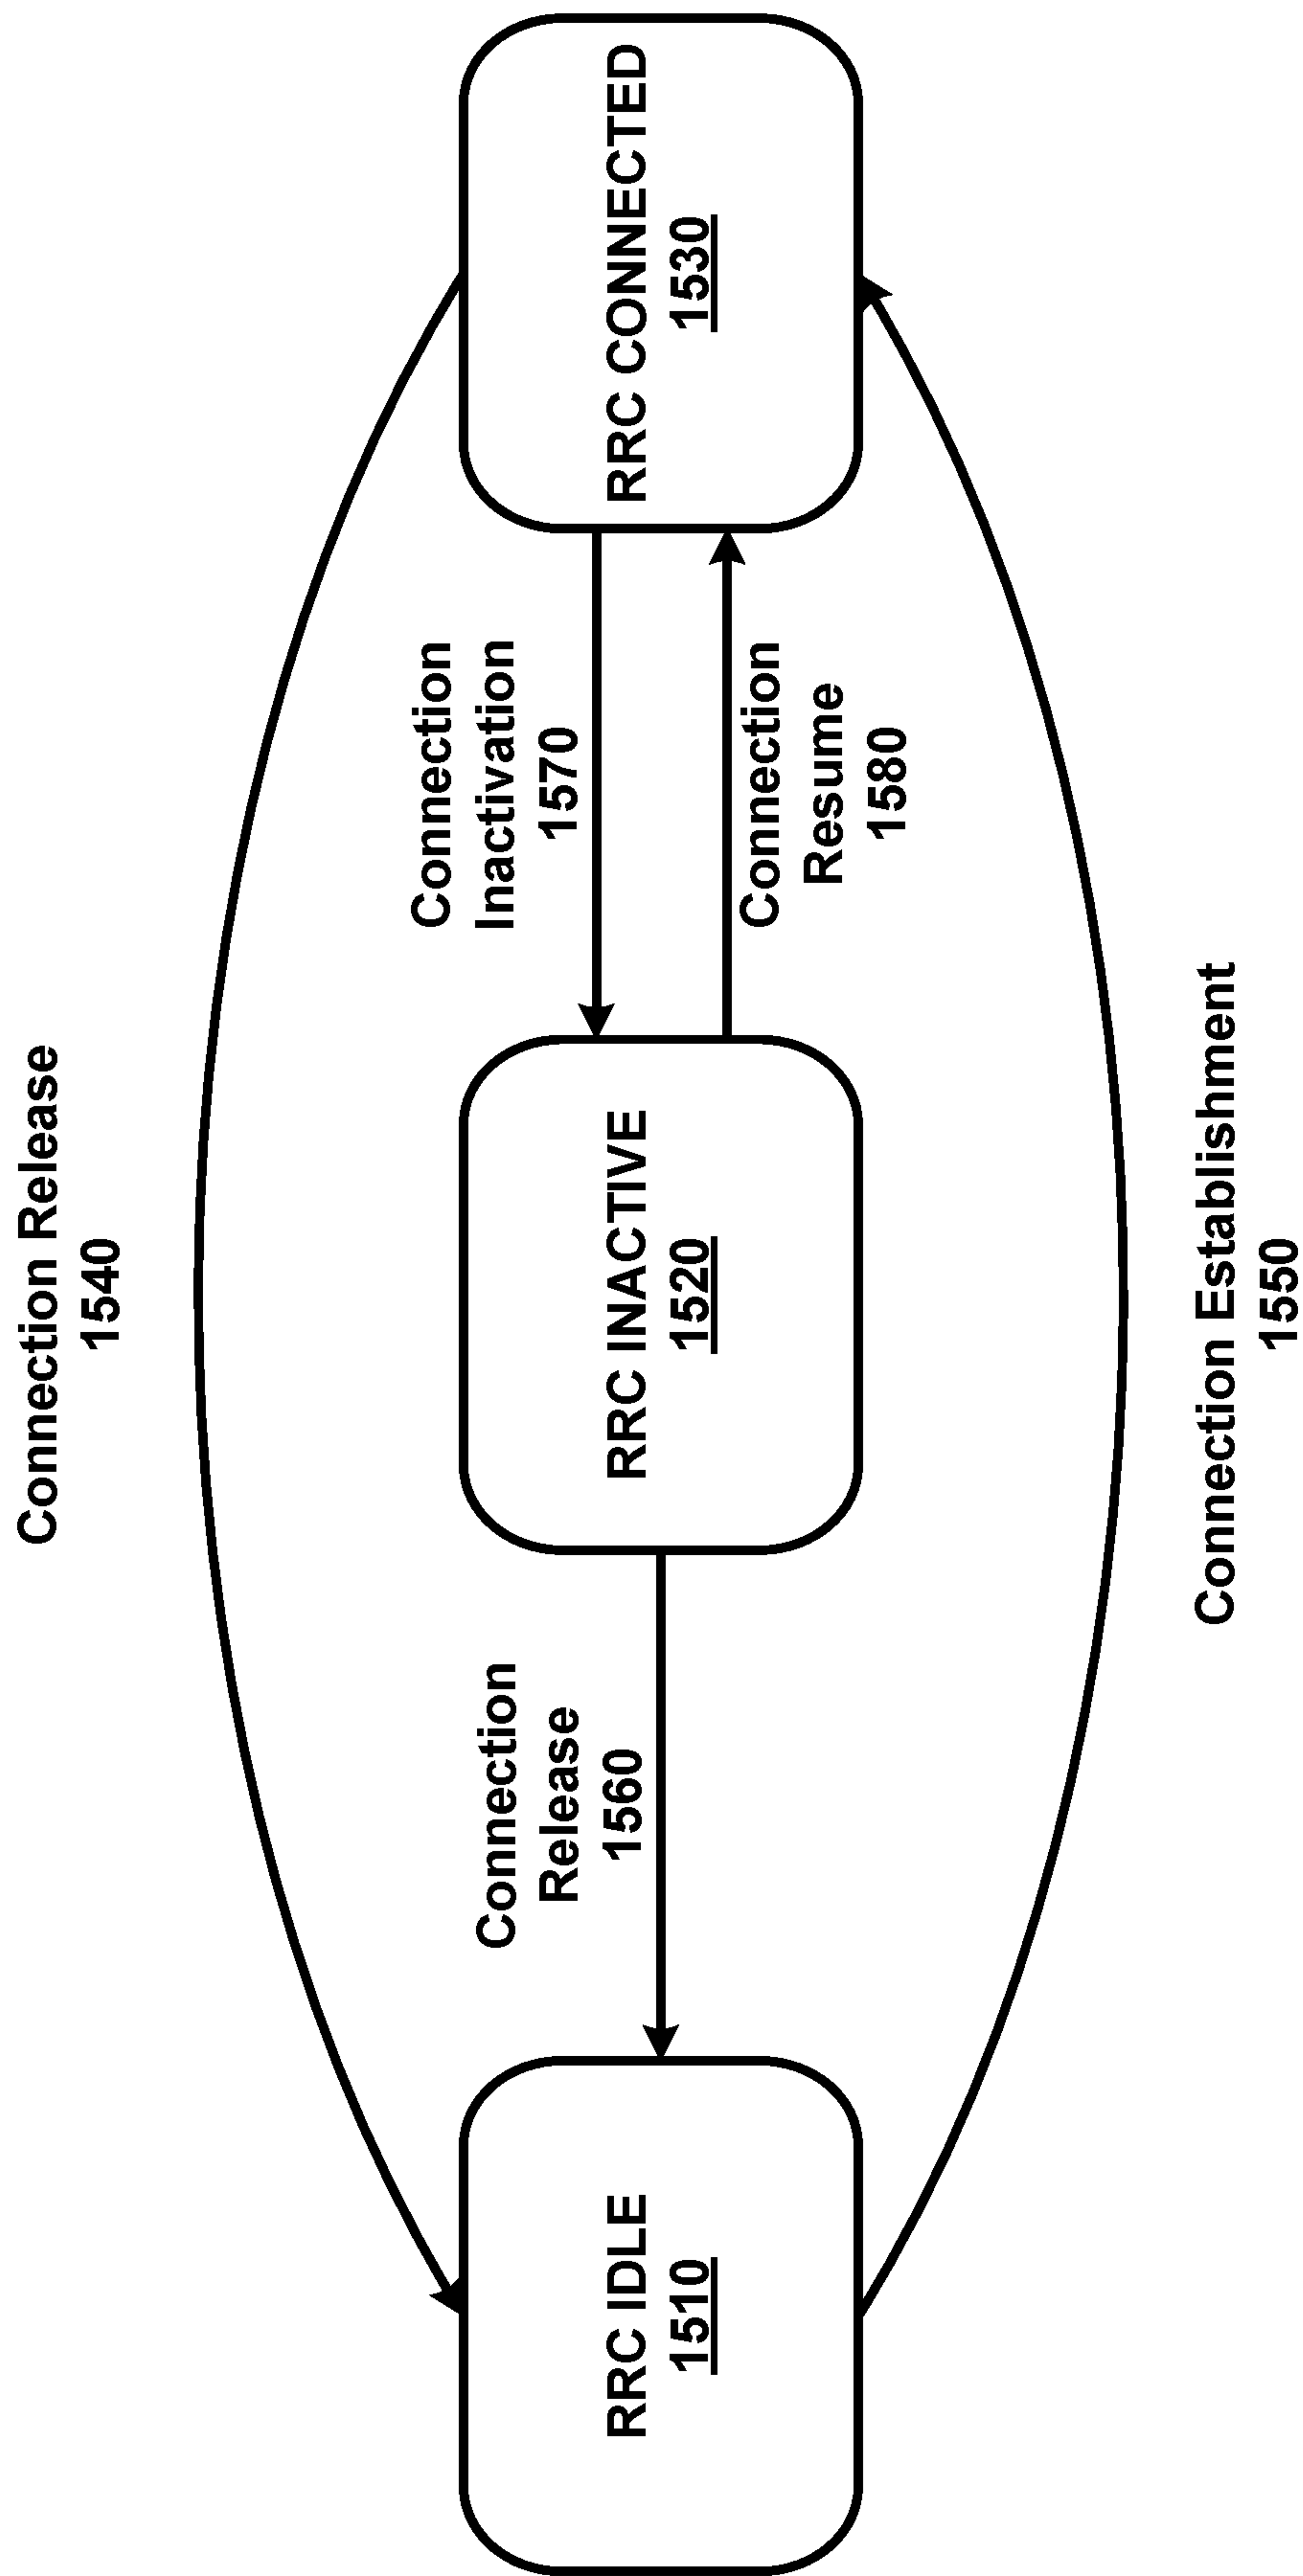 Connection Release
1540
RRC IDLE
1510
Connection
Release
1560
RRC INACTIVE
1520
Connection
Inactivation
1570
Connection
Resume
1580
RRC CONNECTED
1530
Connection Establishment
1550